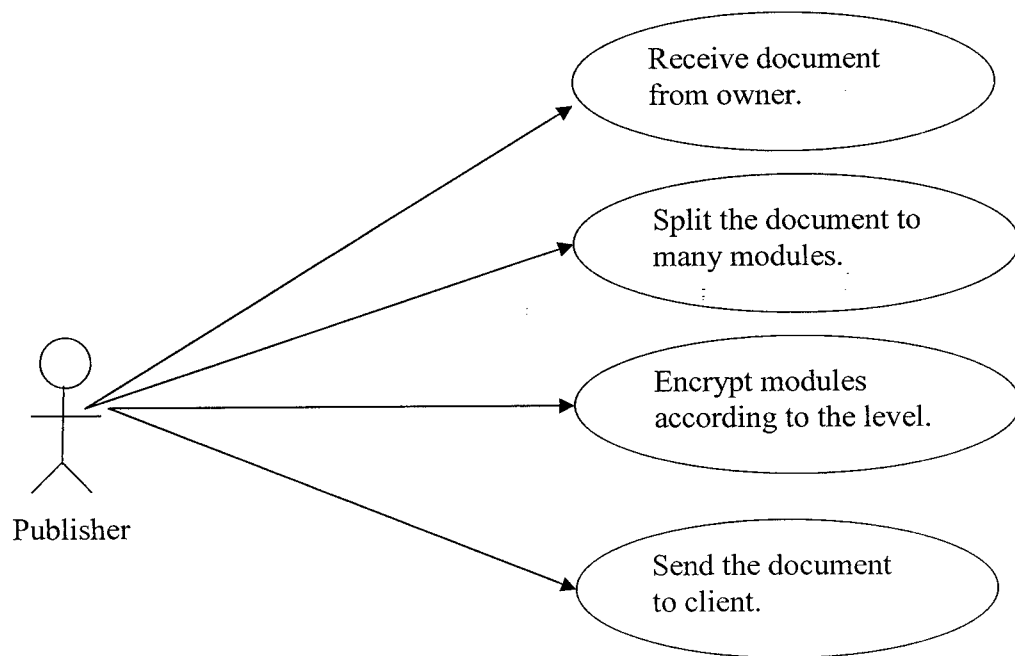 Receive document
from owner.
Split the document to
many modules.
Encrypt modules
according to the level.
Publisher
Send the document
to client.